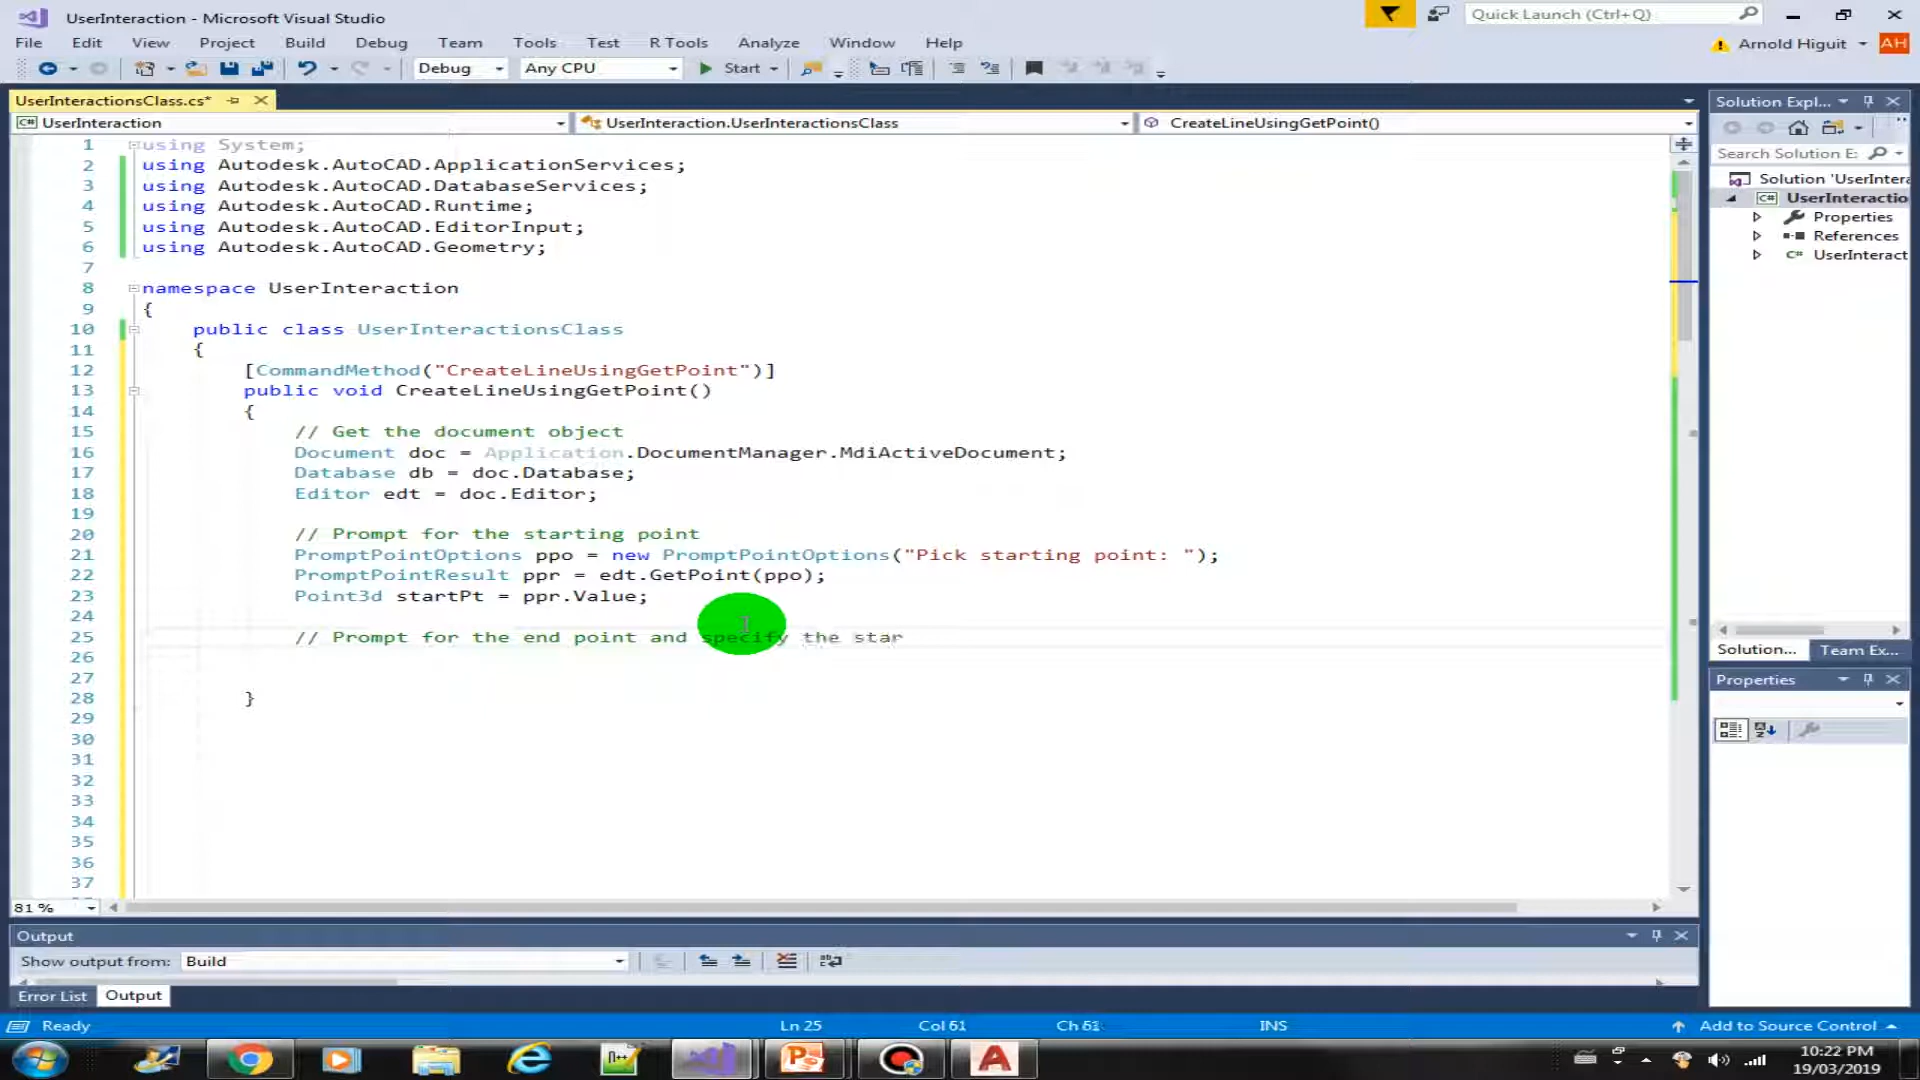 UserInteraction - Microsoft Visual Studio
Quick Launch (Ctrl+Q)
File Edit View Project Build Debug Team Tools Test R Tools Analyze Window Help
Arnold Higuit AH
Debug Any CPU Start
UserInteractionsClass.cs*
Solution Expl...
C# UserInteraction UserInteraction.UserInteractionsClass CreateLineUsingGetPoint()
Search Solution E:
Solution 'UserInter
UserInteractio
Properties
References
C# UserInteract
1 using System;
2 using Autodesk.AutoCAD.ApplicationServices;
3 using Autodesk.AutoCAD.DatabaseServices;
4 using Autodesk.AutoCAD.Runtime;
5 using Autodesk.AutoCAD.EditorInput;
6 using Autodesk.AutoCAD.Geometry;
7
8 namespace UserInteraction
9 {
10 public class UserInteractionsClass
11 {
12 [CommandMethod("CreateLineUsingGetPoint")]
13 public void CreateLineUsingGetPoint()
14 {
15 // Get the document object
16 Document doc = Application.DocumentManager.MdiActiveDocument;
17 Database db = doc.Database;
18 Editor edt = doc.Editor;
19
20 // Prompt for the starting point
21 PromptPointOptions ppo = new PromptPointOptions("Pick starting point: ");
22 PromptPointResult ppr = edt.GetPoint(ppo);
23 Point3d startPt = ppr.Value;
24
25 // Prompt for the end point and specify the star
26
27
28 }
29
30
31
32
33
34
35
36
37
81 %
Solution... Team Ex...
Properties
Output
Show output from: Build
Error List Output
Ready Ln 25 Col 61 Ch 61 INS Add to Source Control
10:22 PM
19/03/2019